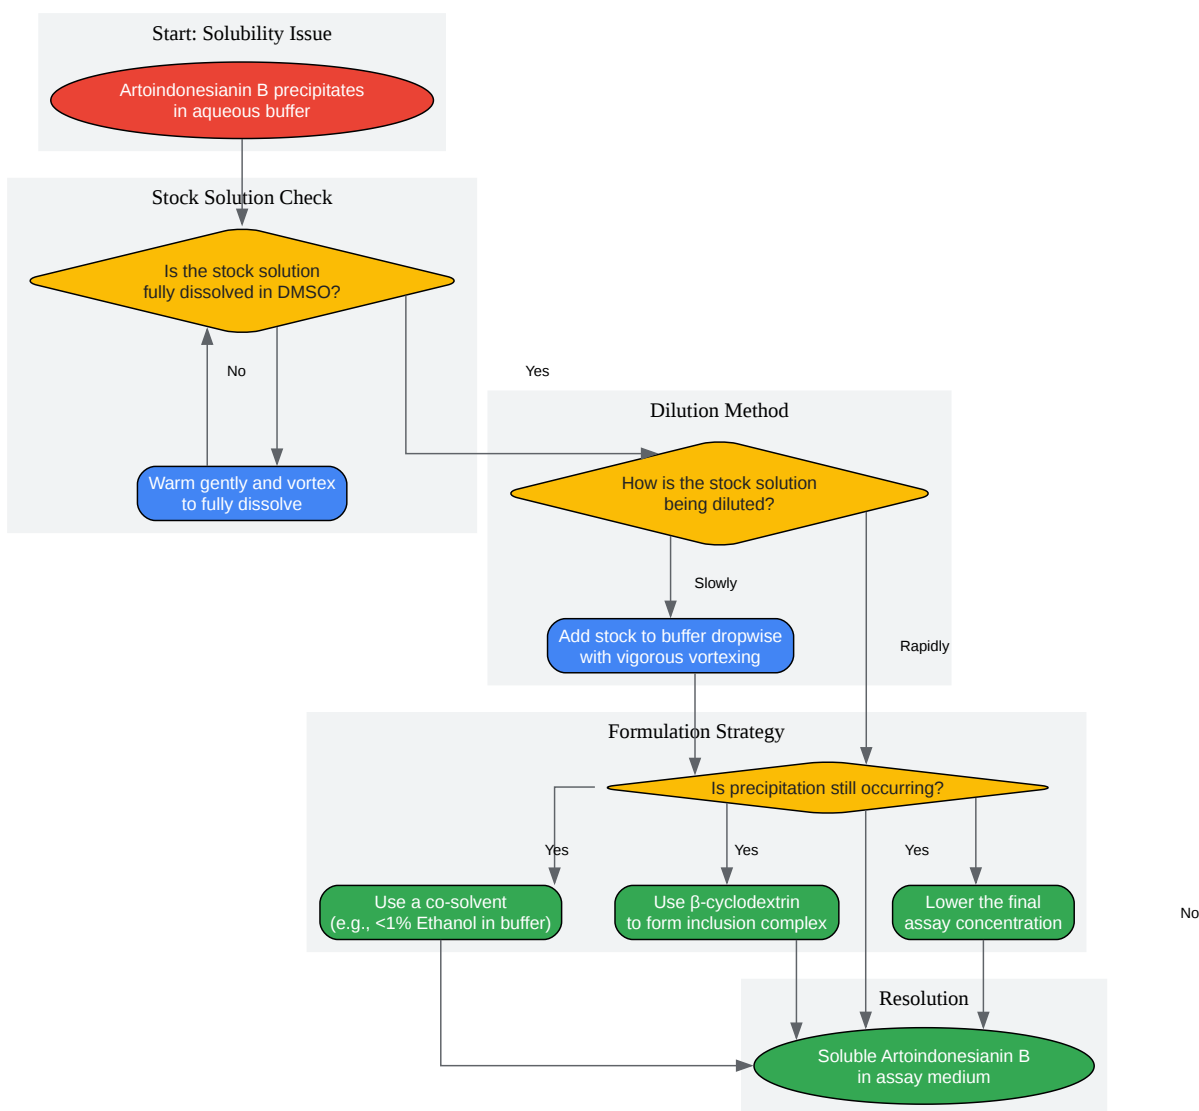 Start: Solubility Issue
Artoindonesianin B precipitates
in aqueous buffer
Stock Solution Check
Is the stock solution
fully dissolved in DMSO?
No
Yes
Warm gently and vortex
to fully dissolve
Dilution Method
How is the stock solution
being diluted?
Slowly
Add stock to buffer dropwise
with vigorous vortexing
Rapidly
Formulation Strategy
Is precipitation still occurring?
Yes
Yes
Yes
Use a co-solvent
(e.g., <1% Ethanol in buffer)
Use β-cyclodextrin
to form inclusion complex
Lower the final
assay concentration
No
Resolution
Soluble Artoindonesianin B
in assay medium